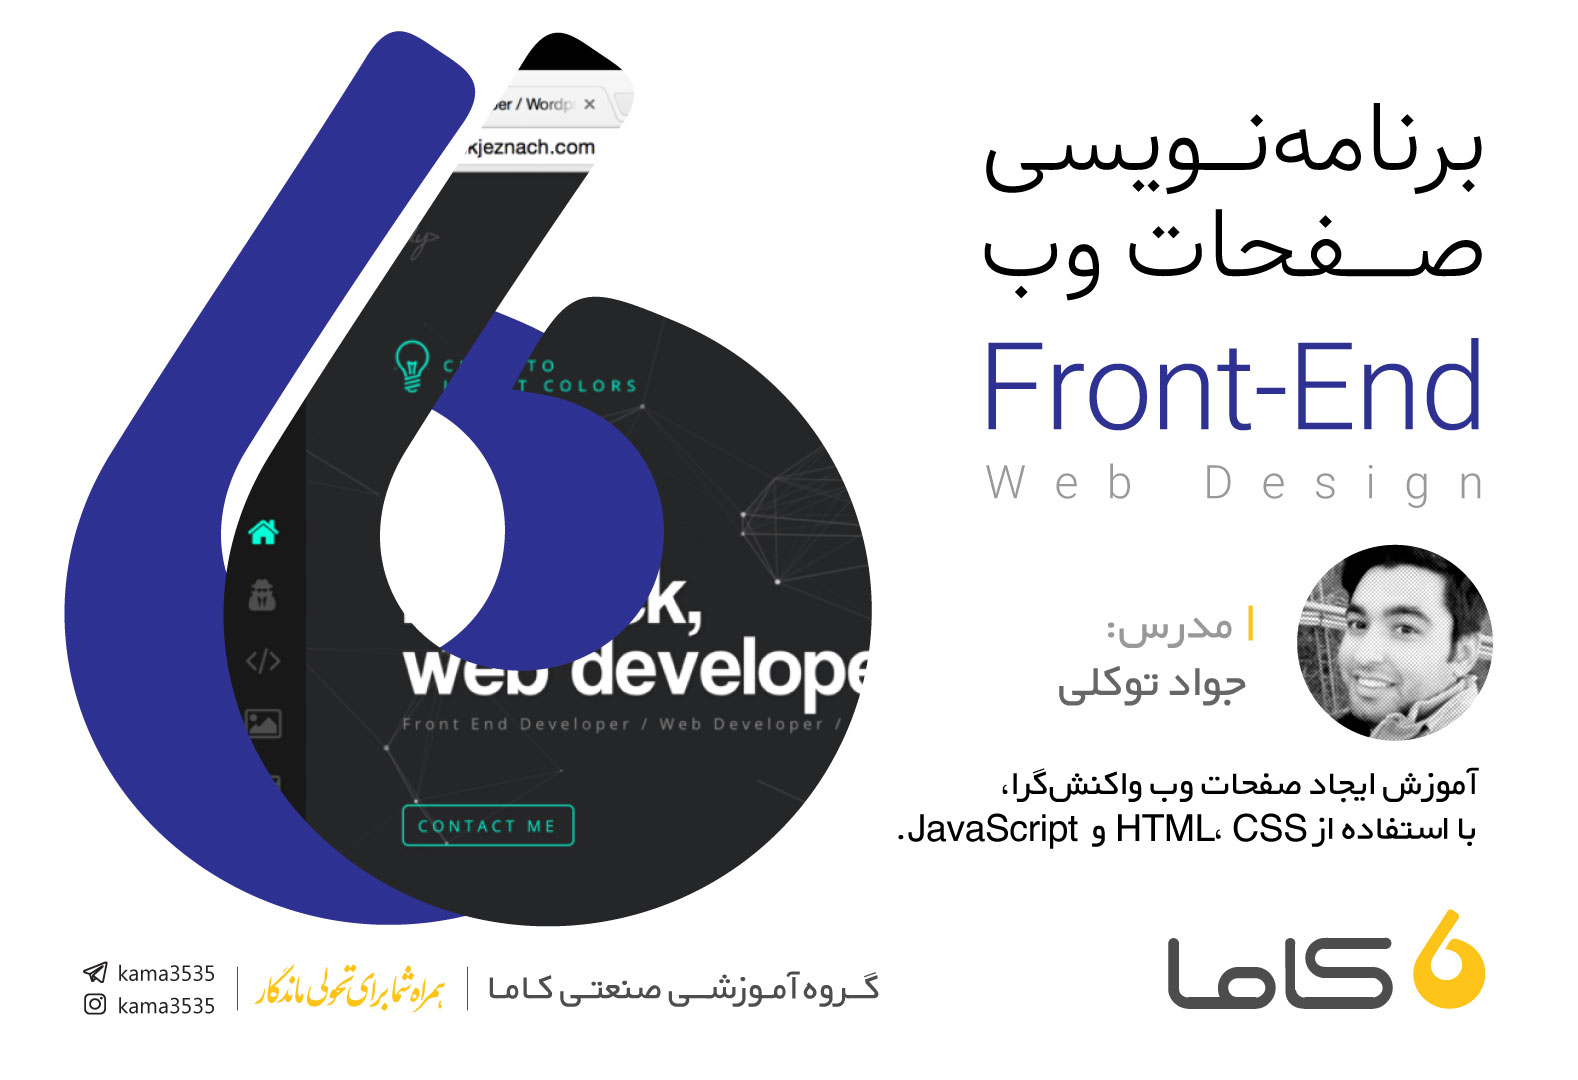 برنامه‌نویسی
صفحات وب
Front-End
Web Design
مدرس:
جواد توکلی
آموزش ایجاد صفحات وب واکنش‌گرا،
با استفاده از HTML، CSS و JavaScript.
کاما
گروه آموزشی صنعتی کاما
همراه شما برای تحولی ماندگار
kama3535
kama3535
er / Wordp
kjeznach.com
TO
T COLORS
k,
web develope
Front End Developer / Web Developer /
CONTACT ME